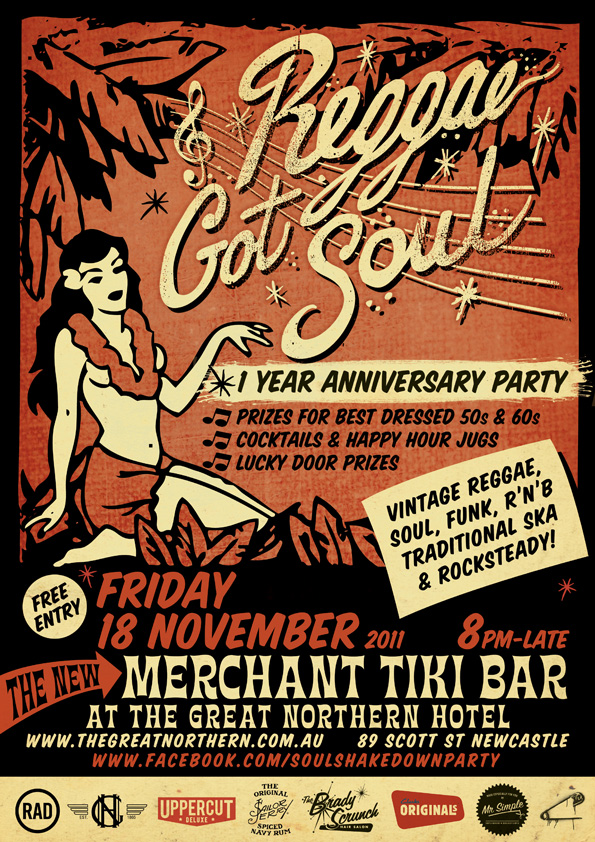 Reggae
Got Soul
1 YEAR ANNIVERSARY PARTY
PRIZES FOR BEST DRESSED 50s & 60s
COCKTAILS & HAPPY HOUR JUGS
LUCKY DOOR PRIZES
VINTAGE REGGAE,
SOUL, FUNK, R'N'B
TRADITIONAL SKA
& ROCKSTEADY!
FREE
ENTRY
FRIDAY
18 NOVEMBER 2011 8PM-LATE
THE NEW MERCHANT TIKI BAR
AT THE GREAT NORTHERN HOTEL
WWW.THEGREATNORTHERN.COM.AU 89 SCOTT ST NEWCASTLE
WWW.FACEBOOK.COM/SOULSHAKEDOWNPARTY
RAD
EST.
UPPERCUT
DELUXE
THE
ORIGINAL
SAILOR
JERRY
SPICED
NAVY RUM
The Brady
Scrunch
HAIR SALON
ORIGINALS
Mr. Simple